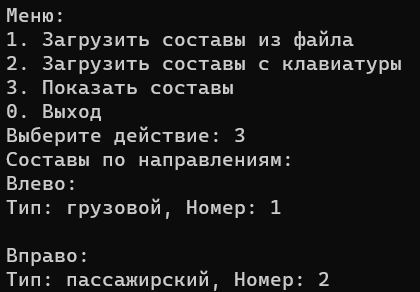 Меню:
1. Загрузить составы из файла
2. Загрузить составы с клавиатуры
3. Показать составы
0. Выход
Выберите действие: 3
Составы по направлениям:
Влево:
Тип: грузовой, Номер: 1

Вправо:
Тип: пассажирский, Номер: 2